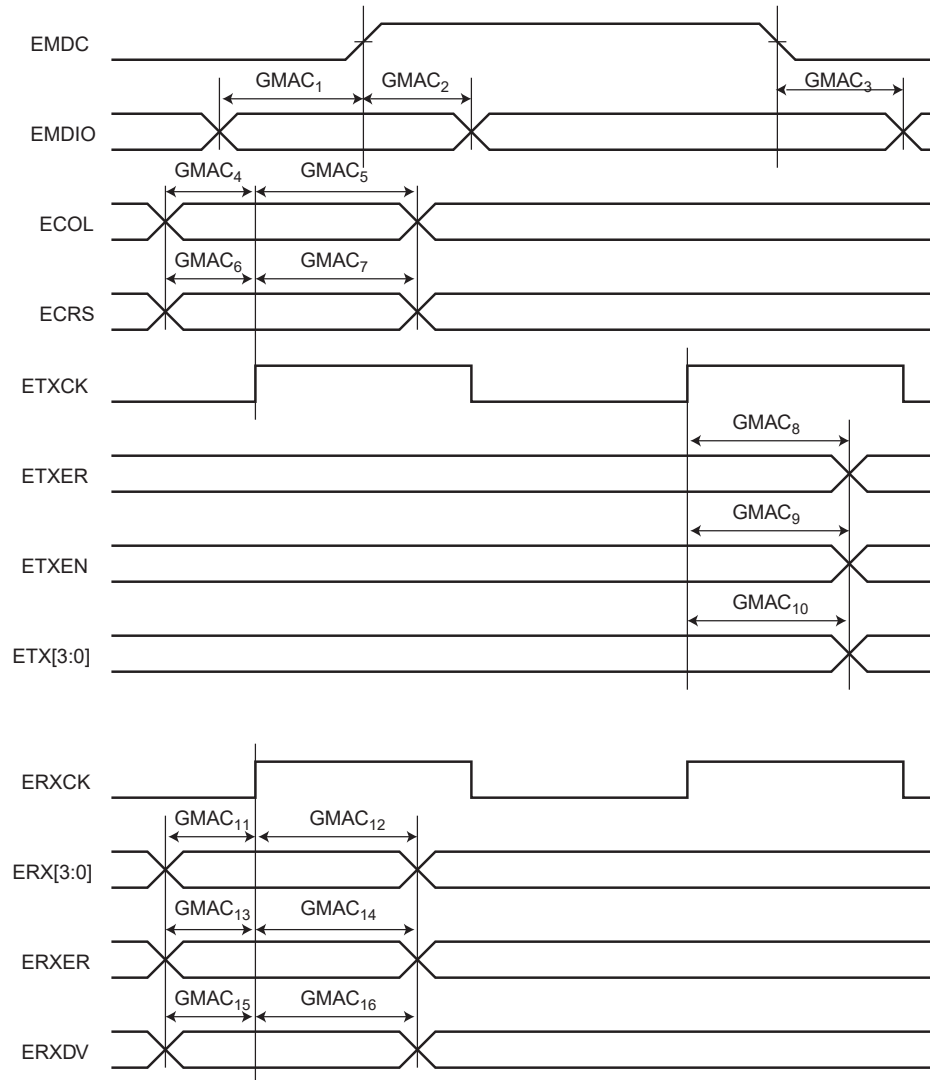 EMDC
GMAC₁ GMAC₂ GMAC₃
EMDIO
GMAC₄ GMAC₅
ECOL
GMAC₆ GMAC₇
ECRS
ETXCK
GMAC₈
ETXER
GMAC₉
ETXEN
GMAC₁₀
ETX[3:0]
ERXCK
GMAC₁₁ GMAC₁₂
ERX[3:0]
GMAC₁₃ GMAC₁₄
ERXER
GMAC₁₅ GMAC₁₆
ERXDV